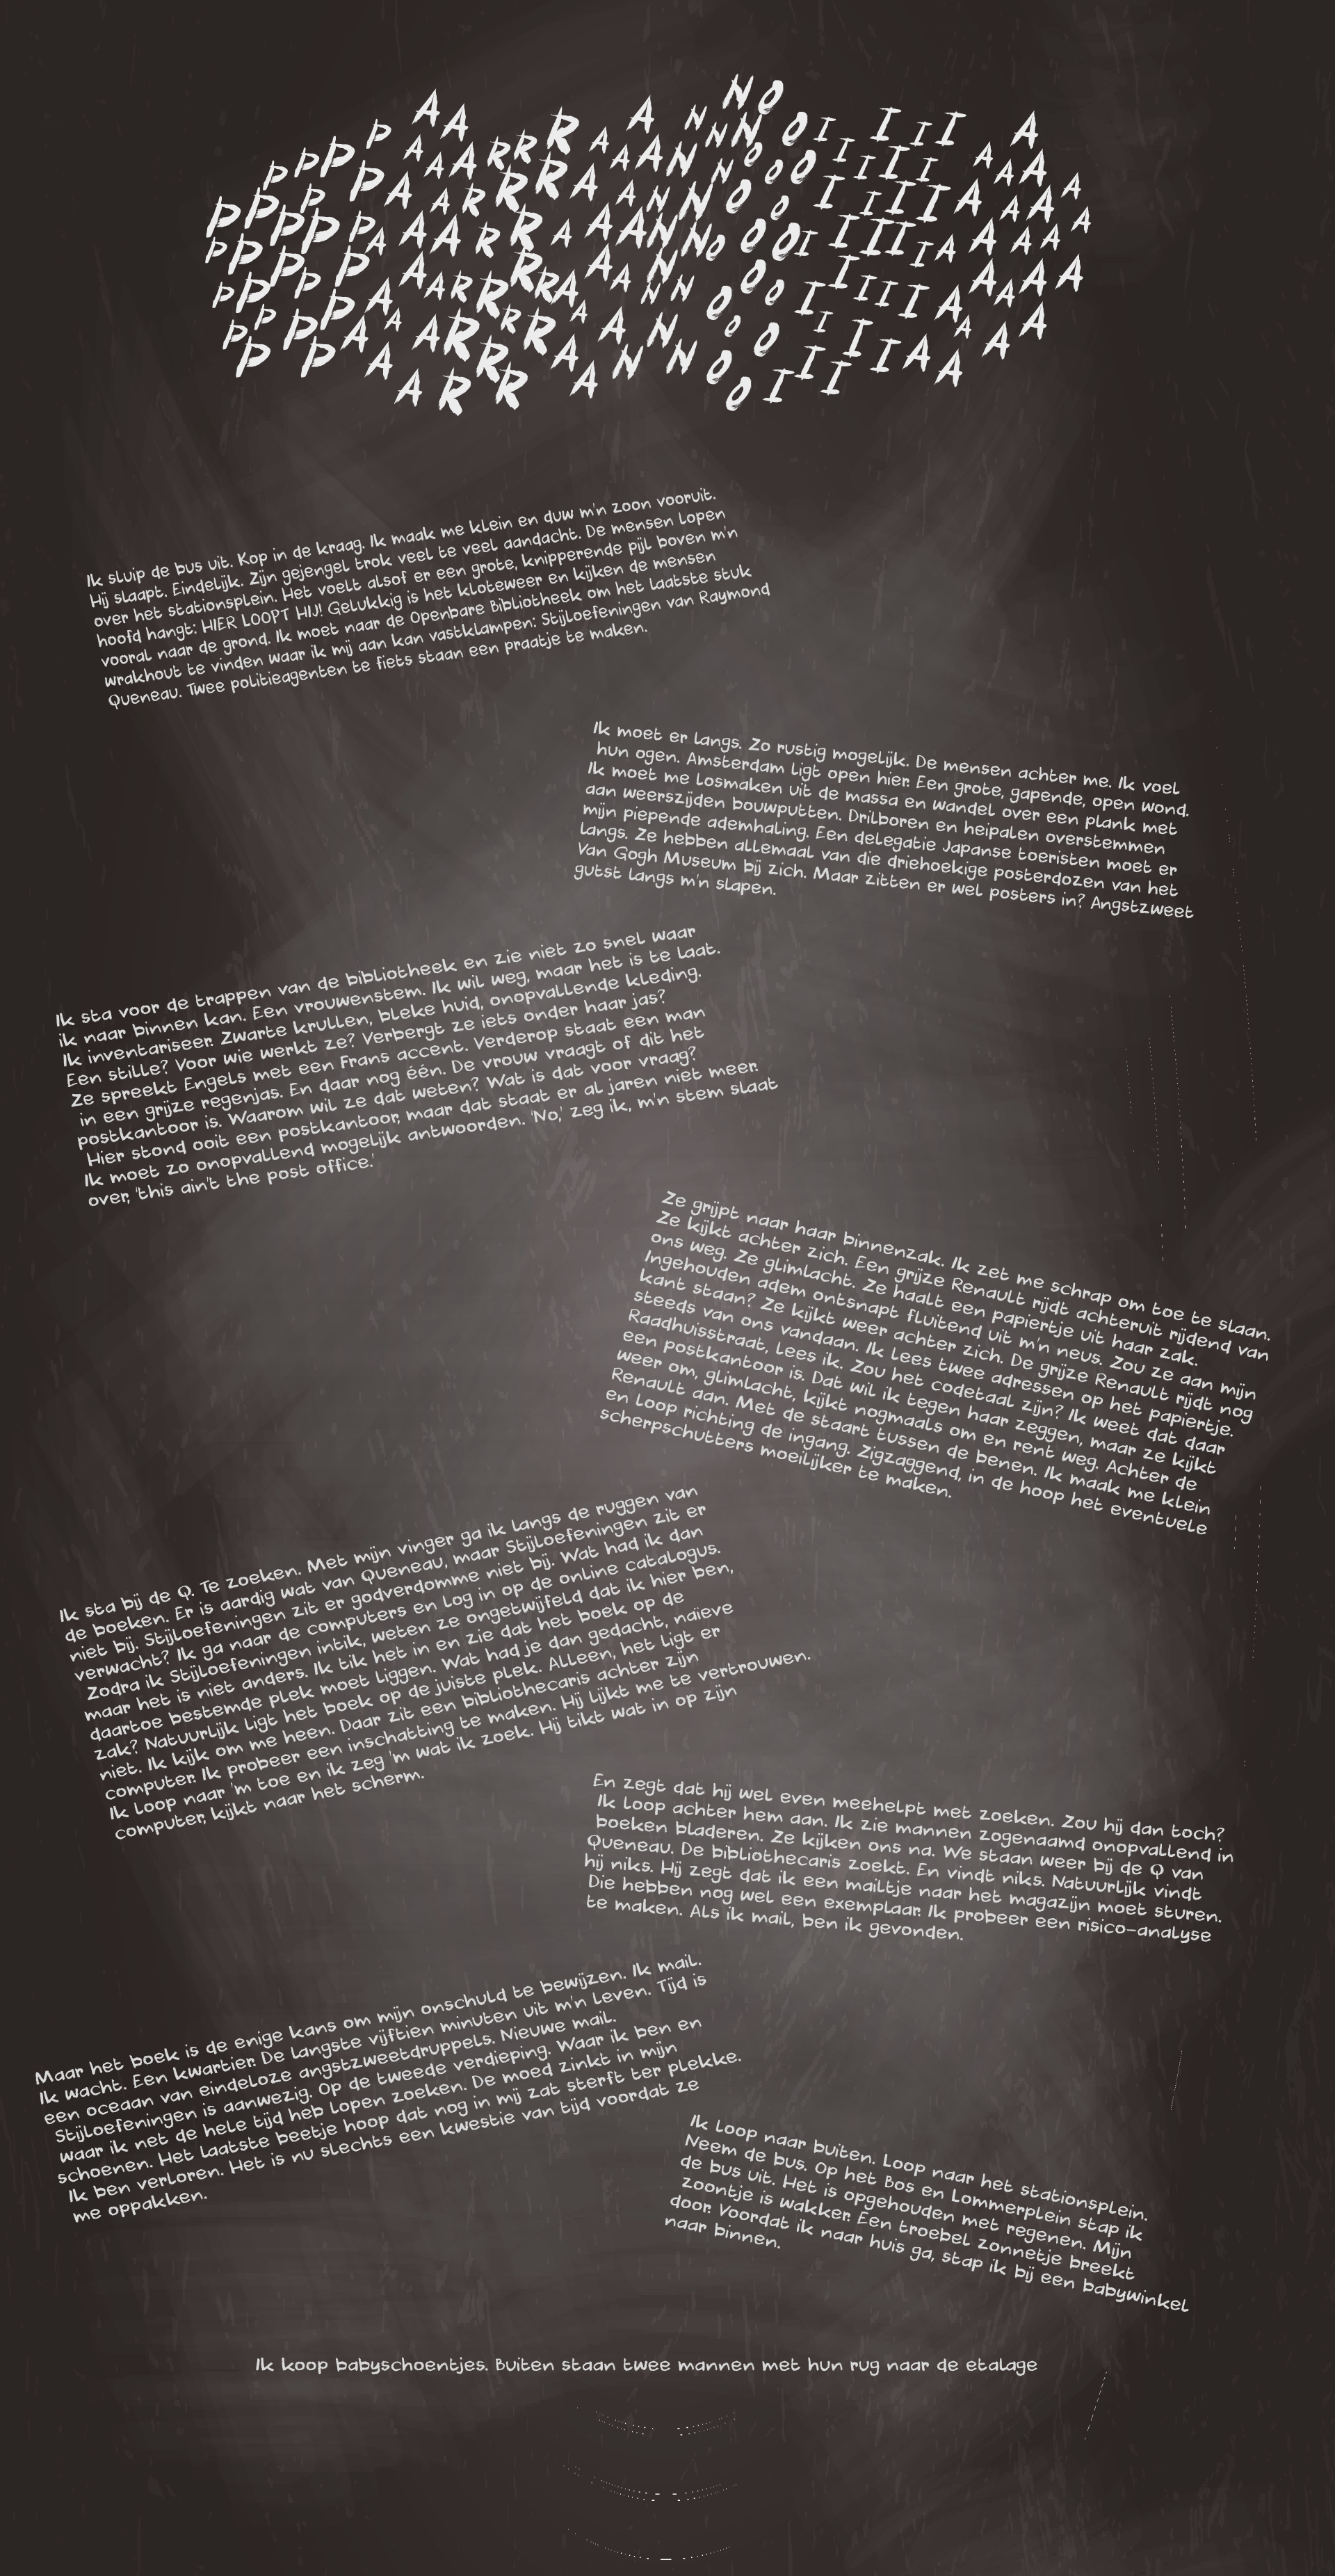 PARANOIA
Ik sluip de bus uit. Kop in de kraag. Ik maak me klein en duw m'n zoon vooruit.
Hij slaapt. Eindelijk. Zijn gejengel trok veel te veel aandacht. De mensen lopen
over het stationsplein. Het voelt alsof er een grote, knipperende pijl boven m'n
hoofd hangt: HIER LOOPT HIJ! Gelukkig is het kloteweer en kijken de mensen
vooral naar de grond. Ik moet naar de Openbare Bibliotheek om het laatste stuk
wrakhout te vinden waar ik mij aan kan vastklampen: Stijloefeningen van Raymond
Queneau. Twee politieagenten te fiets staan een praatje te maken.
Ik moet er langs. Zo rustig mogelijk. De mensen achter me. Ik voel
hun ogen. Amsterdam ligt open hier. Een grote, gapende, open wond.
Ik moet me losmaken uit de massa en wandel over een plank met
aan weerszijden bouwputten. Drilboren en heipalen overstemmen
mijn piepende ademhaling. Een delegatie Japanse toeristen moet er
langs. Ze hebben allemaal van die driehoekige posterdozen van het
Van Gogh Museum bij zich. Maar zitten er wel posters in? Angstzweet
gutst langs m'n slapen.
Ik sta voor de trappen van de bibliotheek en zie niet zo snel waar
ik naar binnen kan. Een vrouwenstem. Ik wil weg, maar het is te laat.
Ik inventariseer. Zwarte krullen, bleke huid, onopvallende kleding.
Een stille? Voor wie werkt ze? Verbergt ze iets onder haar jas?
Ze spreekt Engels met een Frans accent. Verderop staat een man
in een grijze regenjas. En daar nog één. De vrouw vraagt of dit het
postkantoor is. Waarom wil ze dat weten? Wat is dat voor vraag?
Hier stond ooit een postkantoor, maar dat staat er al jaren niet meer.
Ik moet zo onopvallend mogelijk antwoorden. 'No,' zeg ik, m'n stem slaat
over, 'this ain't the post office.'
Ze grijpt naar haar binnenzak. Ik zet me schrap om toe te slaan.
Ze kijkt achter zich. Een grijze Renault rijdt achteruit rijdend van
ons weg. Ze glimlacht. Ze haalt een papiertje uit haar zak.
Ingehouden adem ontsnapt fluitend uit m'n neus. Zou ze aan mijn
kant staan? Ze kijkt weer achter zich. De grijze Renault rijdt nog
steeds van ons vandaan. Ik lees twee adressen op het papiertje.
Raadhuisstraat, lees ik. Zou het codetaal zijn? Ik weet dat daar
een postkantoor is. Dat wil ik tegen haar zeggen, maar ze kijkt
weer om, glimlacht, kijkt nogmaals om en rent weg. Achter de
Renault aan. Met de staart tussen de benen. Ik maak me klein
en loop richting de ingang. Zigzaggend, in de hoop het eventuele
scherpschutters moeilijker te maken.
Ik sta bij de Q. Te zoeken. Met mijn vinger ga ik langs de ruggen van
de boeken. Er is aardig wat van Queneau, maar Stijloefeningen zit er
niet bij. Stijloefeningen zit er godverdomme niet bij. Wat had ik dan
verwacht? Ik ga naar de computers en log in op de online catalogus.
Zodra ik Stijloefeningen intik, weten ze ongetwijfeld dat ik hier ben,
maar het is niet anders. Ik tik het in en zie dat het boek op de
daartoe bestemde plek moet liggen. Wat had je dan gedacht, naïeve
zak? Natuurlijk ligt het boek op de juiste plek. Alleen, het ligt er
niet. Ik kijk om me heen. Daar zit een bibliothecaris achter zijn
computer. Ik probeer een inschatting te maken. Hij lijkt me te vertrouwen.
Ik loop naar 'm toe en ik zeg 'm wat ik zoek. Hij tikt wat in op zijn
computer, kijkt naar het scherm.
En zegt dat hij wel even meehelpt met zoeken. Zou hij dan toch?
Ik loop achter hem aan. Ik zie mannen zogenaamd onopvallend in
boeken bladeren. Ze kijken ons na. We staan weer bij de Q van
Queneau. De bibliothecaris zoekt. En vindt niks. Natuurlijk vindt
hij niks. Hij zegt dat ik een mailtje naar het magazijn moet sturen.
Die hebben nog wel een exemplaar. Ik probeer een risico-analyse
te maken. Als ik mail, ben ik gevonden.
Maar het boek is de enige kans om mijn onschuld te bewijzen. Ik mail.
Ik wacht. Een kwartier. De langste vijftien minuten uit m'n leven. Tijd is
een oceaan van eindeloze angstzweetdruppels. Nieuwe mail.
Stijloefeningen is aanwezig. Op de tweede verdieping. Waar ik ben en
waar ik net de hele tijd heb lopen zoeken. De moed zinkt in mijn
schoenen. Het laatste beetje hoop dat nog in mij zat sterft ter plekke.
Ik ben verloren. Het is nu slechts een kwestie van tijd voordat ze
me oppakken.
Ik loop naar buiten. Loop naar het stationsplein.
Neem de bus. Op het Bos en Lommerplein stap ik
de bus uit. Het is opgehouden met regenen. Mijn
zoontje is wakker. Een troebel zonnetje breekt
door. Voordat ik naar huis ga, stap ik bij een babywinkel
naar binnen.
Ik koop babyschoentjes. Buiten staan twee mannen met hun rug naar de etalage